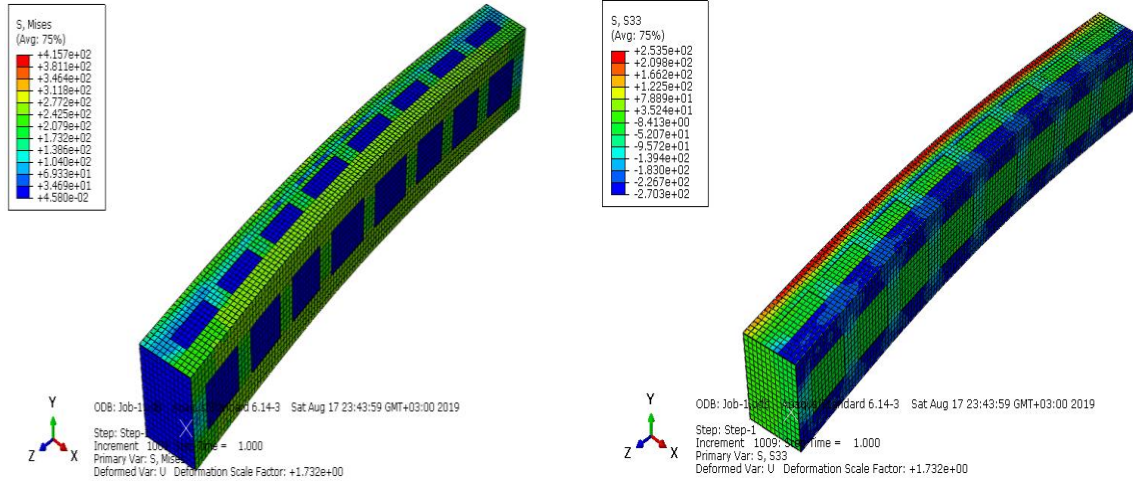 S, Mises
(Avg: 75%)
+4.157e+02
+3.811e+02
+3.464e+02
+3.118e+02
+2.772e+02
+2.425e+02
+2.079e+02
+1.732e+02
+1.386e+02
+1.040e+02
+6.933e+01
+3.469e+01
+4.580e-02
Y
Z
X
ODB: Job-1 6.14-3 Sat Aug 17 23:43:59 GMT+03:00 2019
Step: Step-
Increment Time = 1.000
Primary Var: S, Mises
Deformed Var: U Deformation Scale Factor: +1.732e+00
S, S33
(Avg: 75%)
+2.535e+02
+2.098e+02
+1.662e+02
+1.225e+02
+7.889e+01
+3.524e+01
-8.413e+00
-5.207e+01
-9.572e+01
-1.394e+02
-1.830e+02
-2.267e+02
-2.703e+02
Y
Z
X
ODB: Job-1 6.14-3 Sat Aug 17 23:43:59 GMT+03:00 2019
Step: Step-1
Increment 1009: Time = 1.000
Primary Var: S, S33
Deformed Var: U Deformation Scale Factor: +1.732e+00